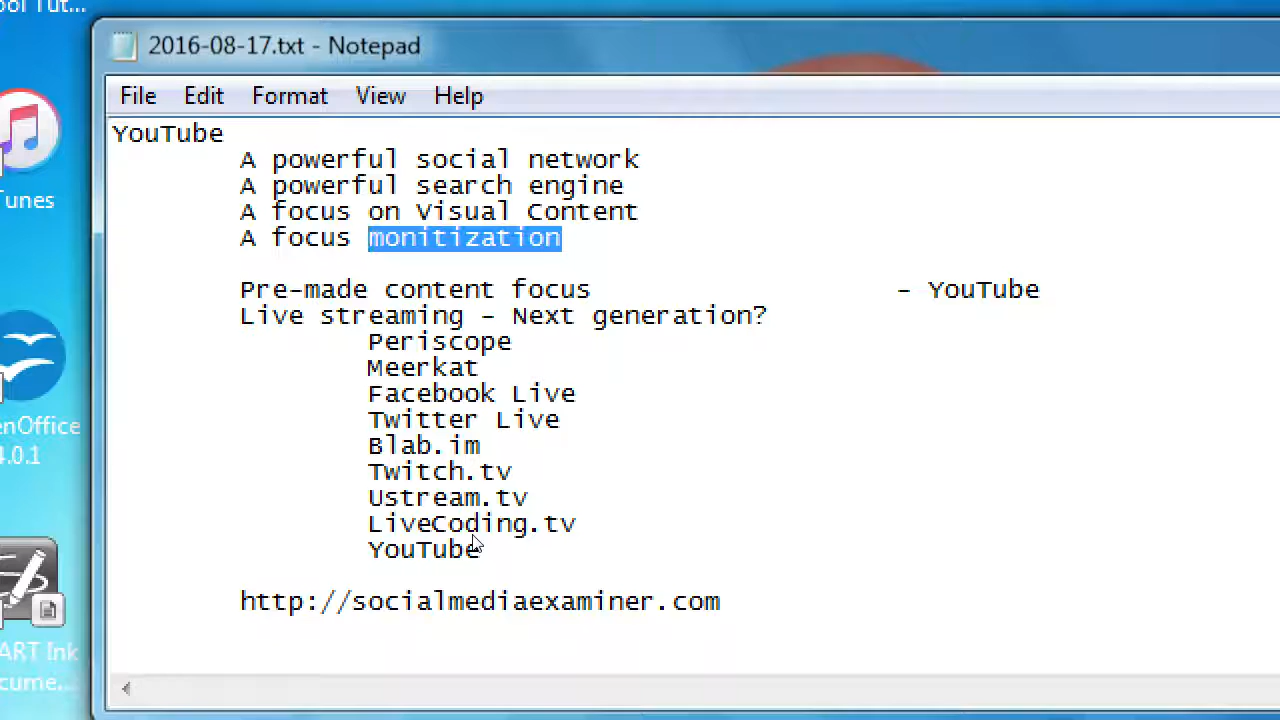 ool Tut...
2016-08-17.txt - Notepad
File Edit Format View Help
YouTube
A powerful social network
A powerful search engine
A focus on Visual Content
A focus monitization
Pre-made content focus - YouTube
Live streaming - Next generation?
Periscope
Meerkat
Facebook Live
Twitter Live
Blab.im
Twitch.tv
Ustream.tv
LiveCoding.tv
YouTube
http://socialmediaexaminer.com
Tunes
enOffice
4.0.1
ART Ink
cume...